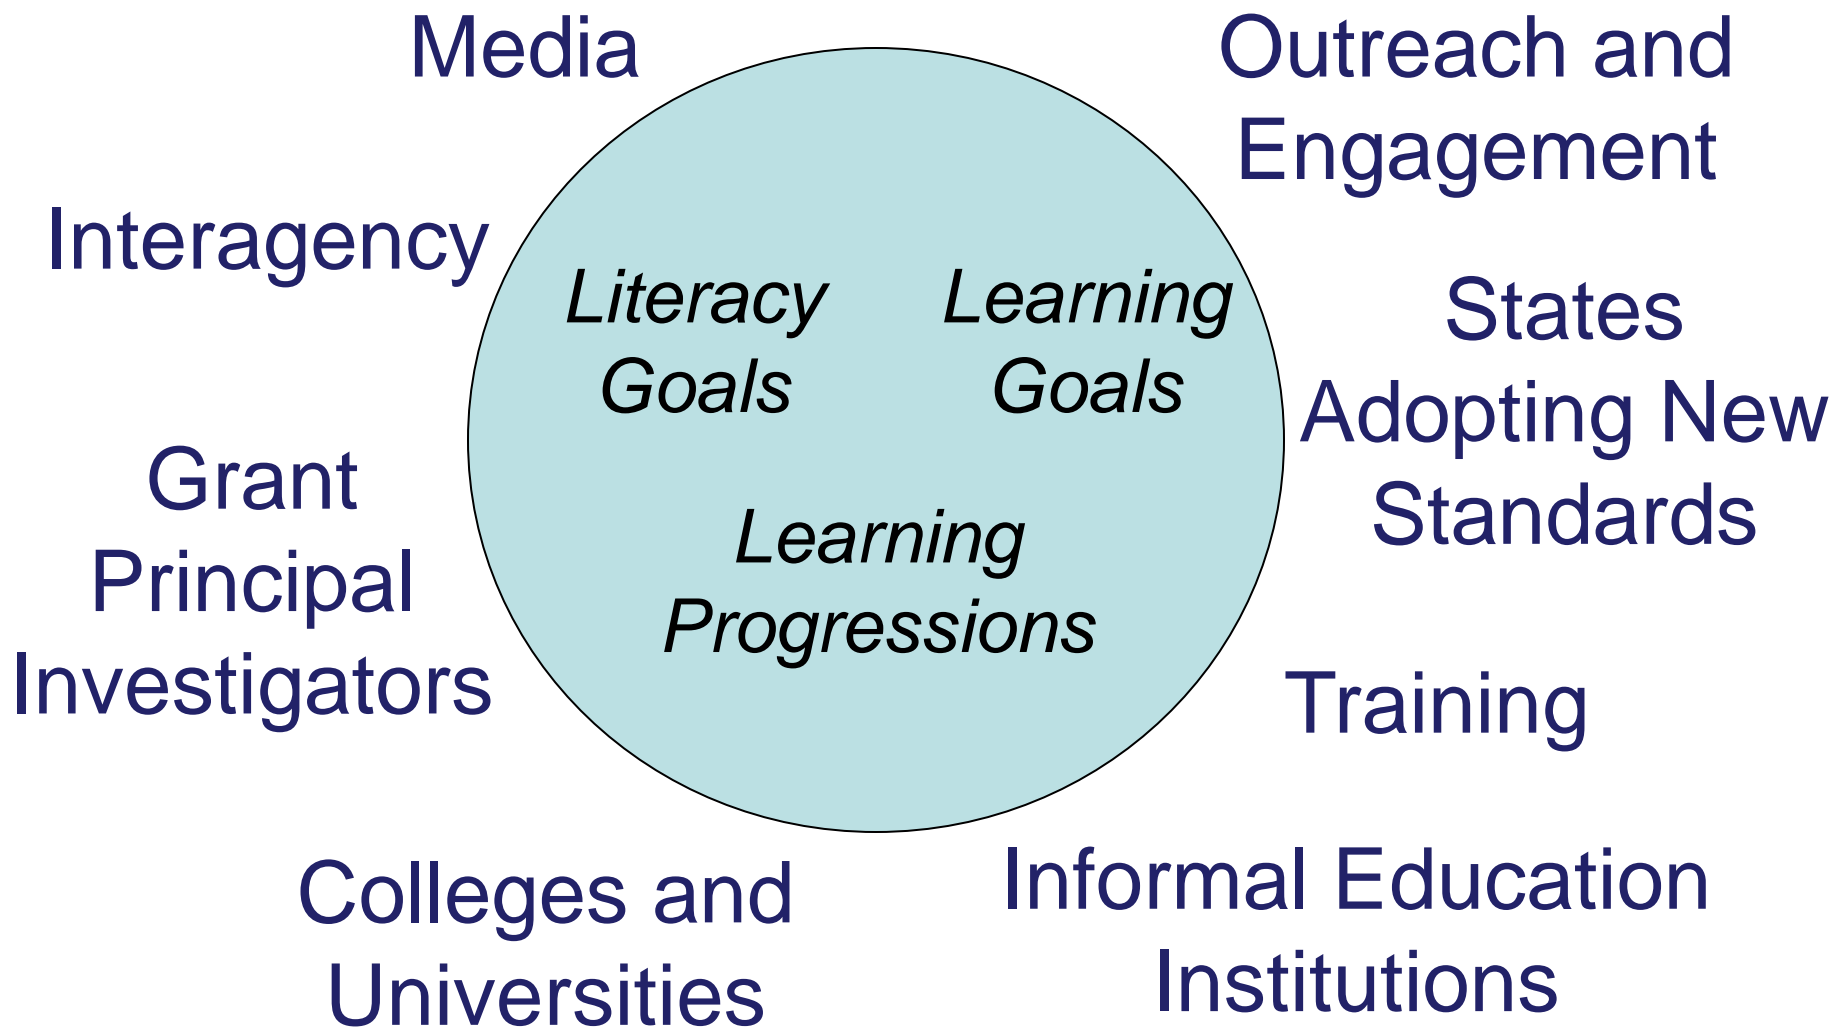 Media
Outreach and
Engagement
Interagency
Literacy
Goals
Learning
Goals
States
Adopting New
Standards
Grant
Principal
Investigators
Learning
Progressions
Training
Colleges and
Universities
Informal Education
Institutions